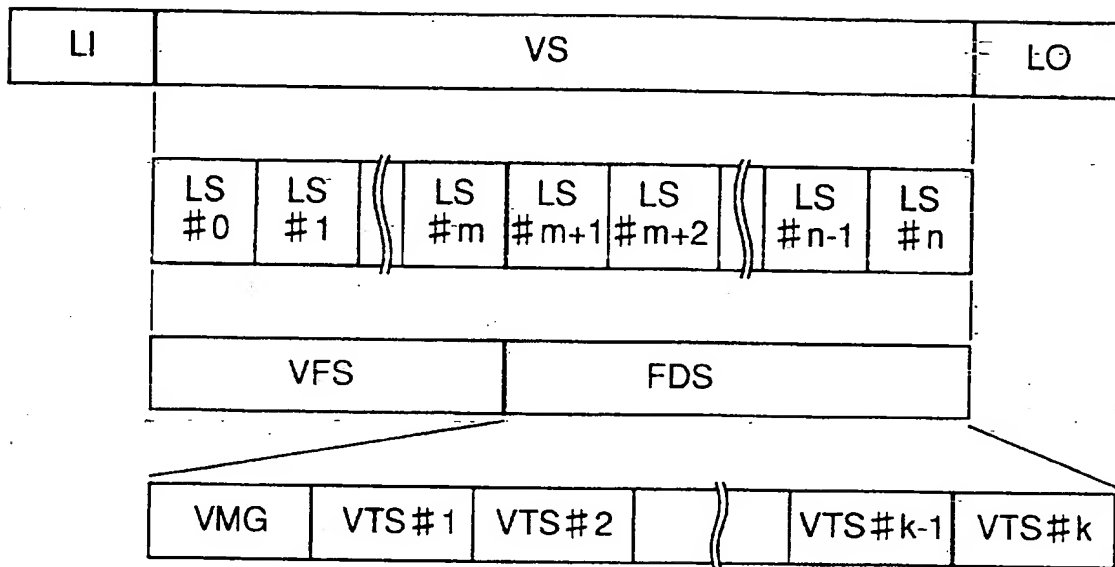 LI VS LO
LS LS LS LS LS LS LS
#0 #1 #m #m+1 #m+2 #n-1 #n
VFS FDS
VMG VTS#1 VTS#2 VTS#k-1 VTS#k